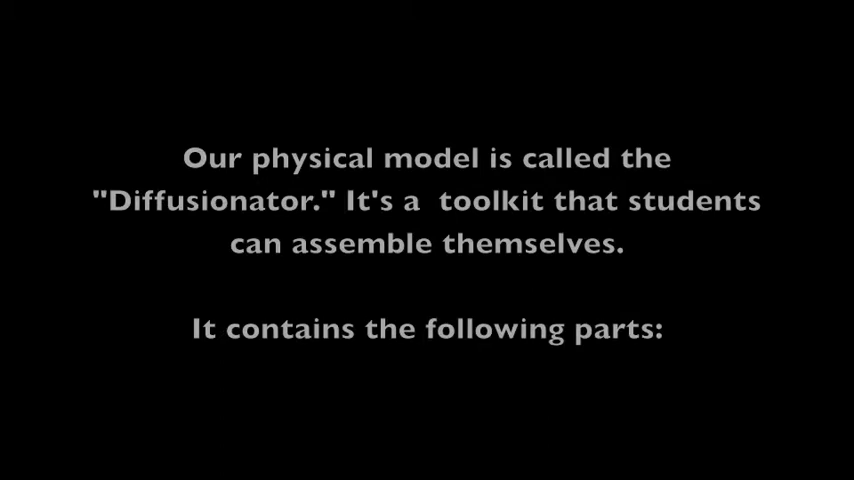 Our physical model is called the
"Diffusionator." It's a  toolkit that students
can assemble themselves.
It contains the following parts: